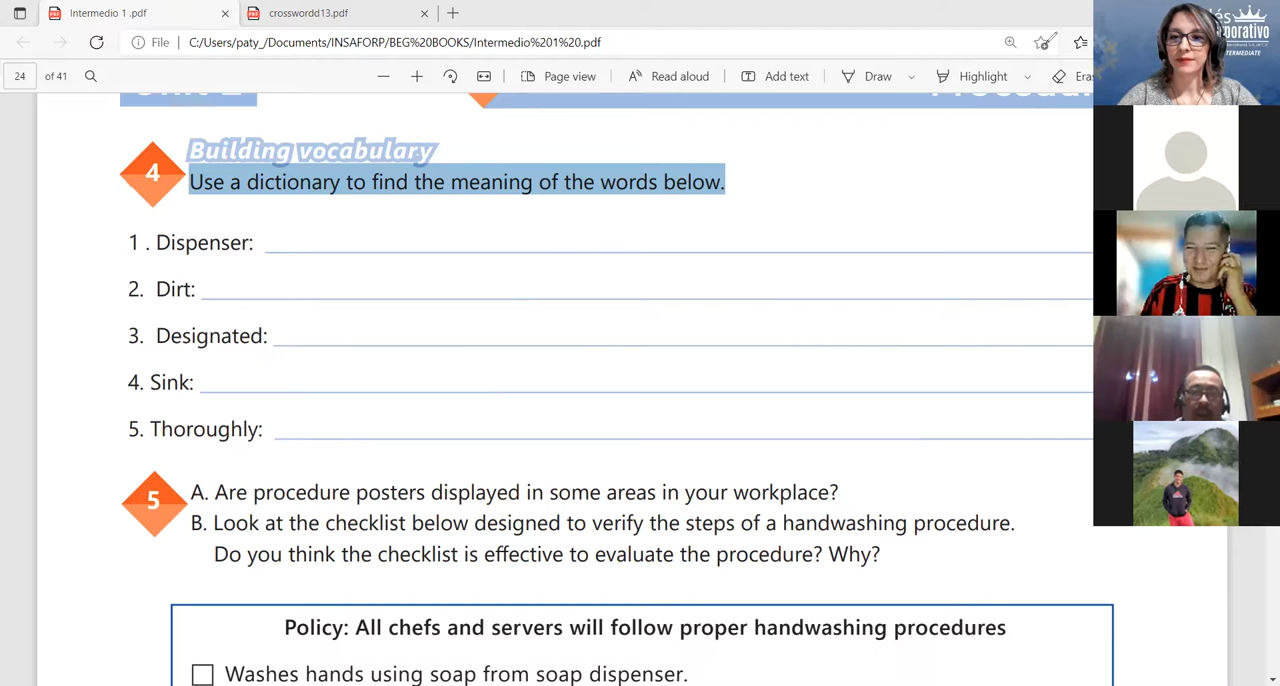 Intermedio 1 .pdf
crosswordd13.pdf
File
C:/Users/paty_/Documents/INSAFORP/BEG%20BOOKS/Intermedio%201%20.pdf
24 of 41
Page view
Read aloud
Add text
Draw
Highlight
Eras
és
porativo
TERMEDIATE
4
Building vocabulary
Use a dictionary to find the meaning of the words below.
1 . Dispenser:
2. Dirt:
3. Designated:
4. Sink:
5. Thoroughly:
5
A. Are procedure posters displayed in some areas in your workplace?
B. Look at the checklist below designed to verify the steps of a handwashing procedure.
Do you think the checklist is effective to evaluate the procedure? Why?
Policy: All chefs and servers will follow proper handwashing procedures
Washes hands using soap from soap dispenser.